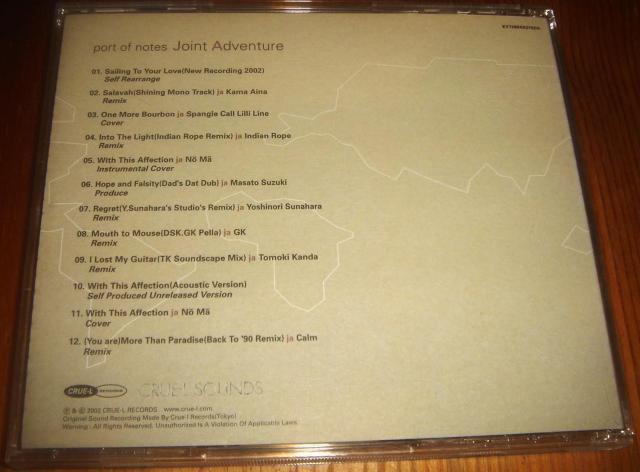 port of notes Joint Adventure
01. Sailing To Your Love(New Recording 2002)
Self Rearrange
02. Salavah(Shining Mono Track) ja Kama Aina
Remix
03. One More Bourbon ja Spangle Call Lilli Line
Cover
04. Into The Light(Indian Rope Remix) ja Indian Rope
Remix
05. With This Affection ja Nö Mä
Instrumental Cover
06. Hope and Falsity(Dad's Dat Dub) ja Masato Suzuki
Produce
07. Regret(Y.Sunahara's Studio's Remix) ja Yoshinori Sunahara
Remix
08. Mouth to Mouse(DSK.GK Pella) ja GK
Remix
09. I Lost My Guitar(TK Soundscape Mix) ja Tomoki Kanda
Remix
10. With This Affection(Acoustic Version)
Self Produced Unreleased Version
11. With This Affection ja Nö Mä
Cover
12. (You are)More Than Paradise(Back To '90 Remix) ja Calm
Remix
CRUE-L RECORDS CRUE-L SOUNDS
℗ & © 2002 CRUE-L RECORDS www.crue-l.com
Original Sound Recording Made By Crue-l Records(Tokyo)
Warning : All Rights Reserved. Unauthorized Is A Violation Of Applicable Laws